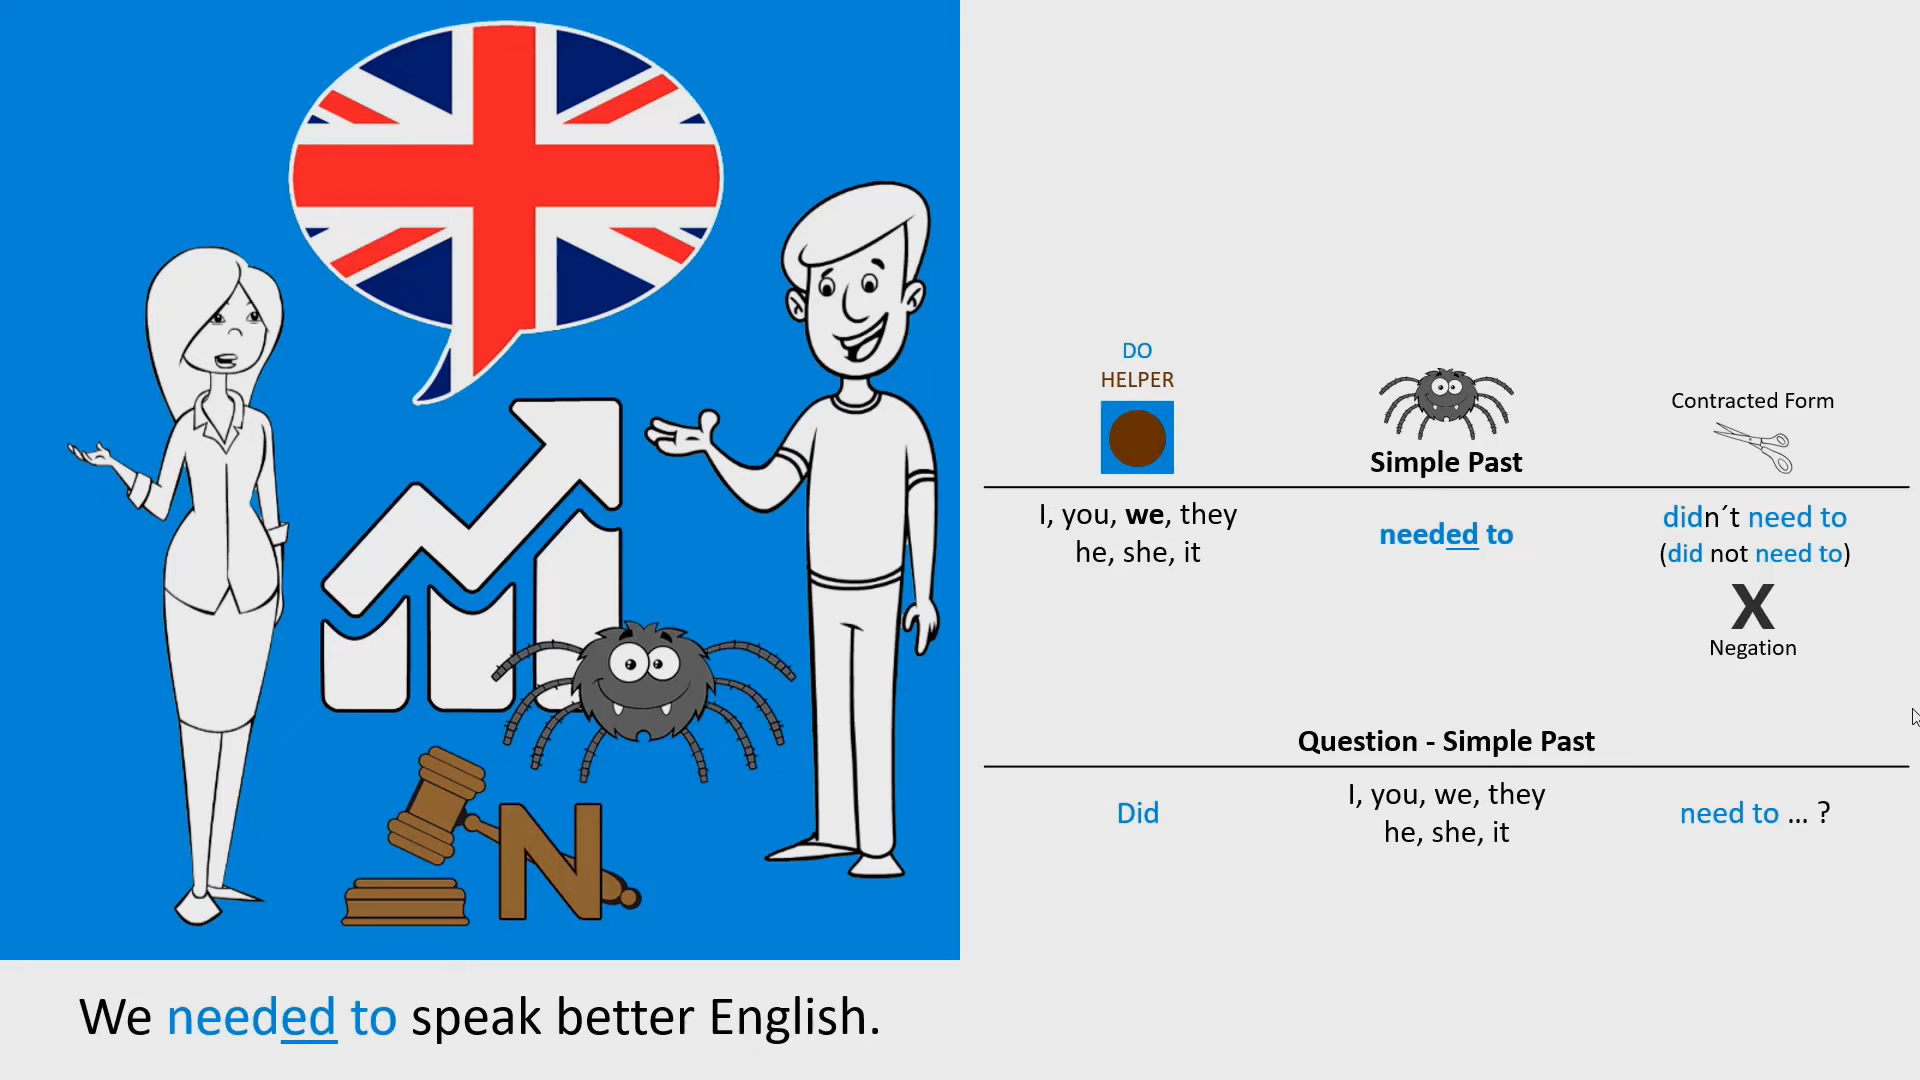 N
We needed to speak better English.
DO
HELPER
Simple Past
Contracted Form
I, you, we, they
he, she, it
needed to
didn´t need to
(did not need to)
X
Negation
Question - Simple Past
Did
I, you, we, they
he, she, it
need to ... ?